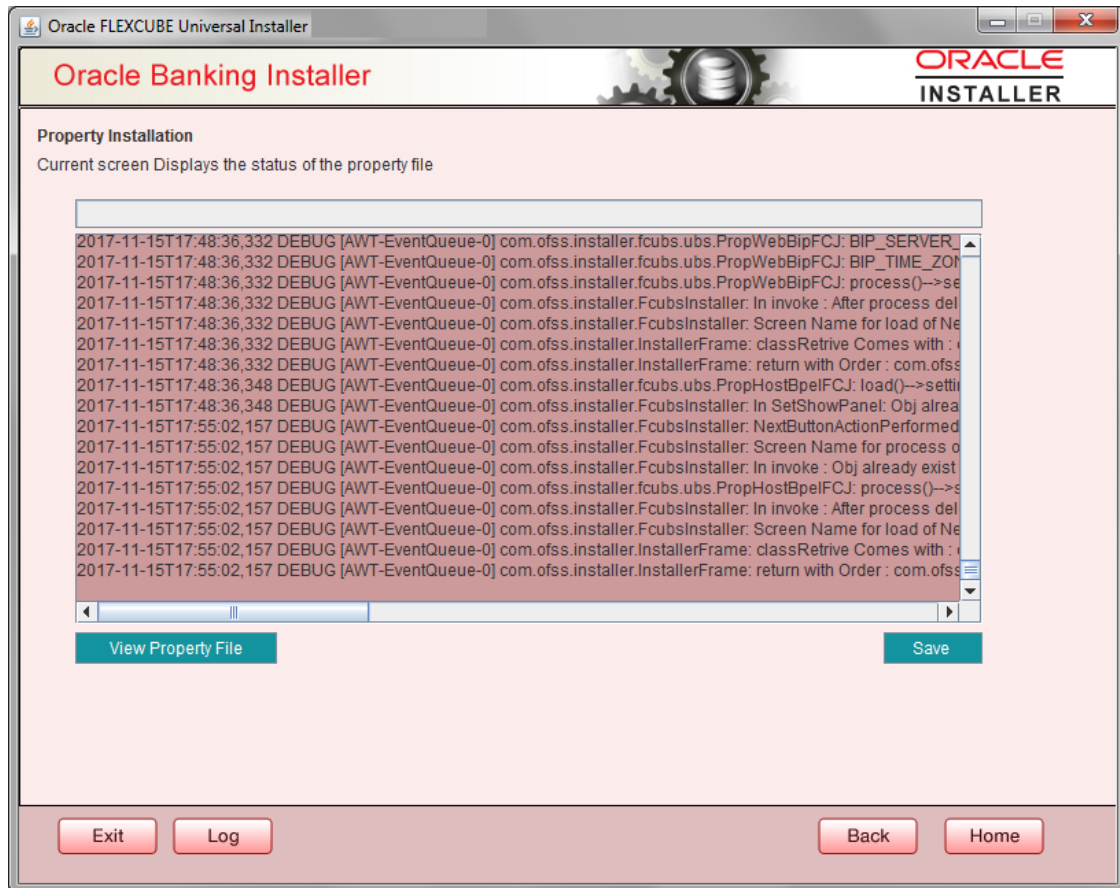 Oracle FLEXCUBE Universal Installer
Oracle Banking Installer
ORACLE
INSTALLER
Property Installation
Current screen Displays the status of the property file
2017-11-15T17:48:36,332 DEBUG [AWT-EventQueue-0] com.ofss.installer.fcubs.ubs.PropWebBipFCJ: BIP_SERVER_
2017-11-15T17:48:36,332 DEBUG [AWT-EventQueue-0] com.ofss.installer.fcubs.ubs.PropWebBipFCJ: BIP_TIME_ZON
2017-11-15T17:48:36,332 DEBUG [AWT-EventQueue-0] com.ofss.installer.fcubs.ubs.PropWebBipFCJ: process()-->se
2017-11-15T17:48:36,332 DEBUG [AWT-EventQueue-0] com.ofss.installer.FcubsInstaller: In invoke : After process del
2017-11-15T17:48:36,332 DEBUG [AWT-EventQueue-0] com.ofss.installer.FcubsInstaller: Screen Name for load of Ne
2017-11-15T17:48:36,332 DEBUG [AWT-EventQueue-0] com.ofss.installer.InstallerFrame: classRetrive Comes with :
2017-11-15T17:48:36,332 DEBUG [AWT-EventQueue-0] com.ofss.installer.InstallerFrame: return with Order : com.ofss
2017-11-15T17:48:36,348 DEBUG [AWT-EventQueue-0] com.ofss.installer.fcubs.ubs.PropHostBpelFCJ: load()-->settin
2017-11-15T17:48:36,348 DEBUG [AWT-EventQueue-0] com.ofss.installer.FcubsInstaller: In SetShowPanel: Obj alrea
2017-11-15T17:55:02,157 DEBUG [AWT-EventQueue-0] com.ofss.installer.FcubsInstaller: NextButtonActionPerformed
2017-11-15T17:55:02,157 DEBUG [AWT-EventQueue-0] com.ofss.installer.FcubsInstaller: Screen Name for process o
2017-11-15T17:55:02,157 DEBUG [AWT-EventQueue-0] com.ofss.installer.FcubsInstaller: In invoke : Obj already exist
2017-11-15T17:55:02,157 DEBUG [AWT-EventQueue-0] com.ofss.installer.fcubs.ubs.PropHostBpelFCJ: process()-->s
2017-11-15T17:55:02,157 DEBUG [AWT-EventQueue-0] com.ofss.installer.FcubsInstaller: In invoke : After process del
2017-11-15T17:55:02,157 DEBUG [AWT-EventQueue-0] com.ofss.installer.FcubsInstaller: Screen Name for load of Ne
2017-11-15T17:55:02,157 DEBUG [AWT-EventQueue-0] com.ofss.installer.InstallerFrame: classRetrive Comes with :
2017-11-15T17:55:02,157 DEBUG [AWT-EventQueue-0] com.ofss.installer.InstallerFrame: return with Order : com.ofss
View Property File
Save
Exit
Log
Back
Home